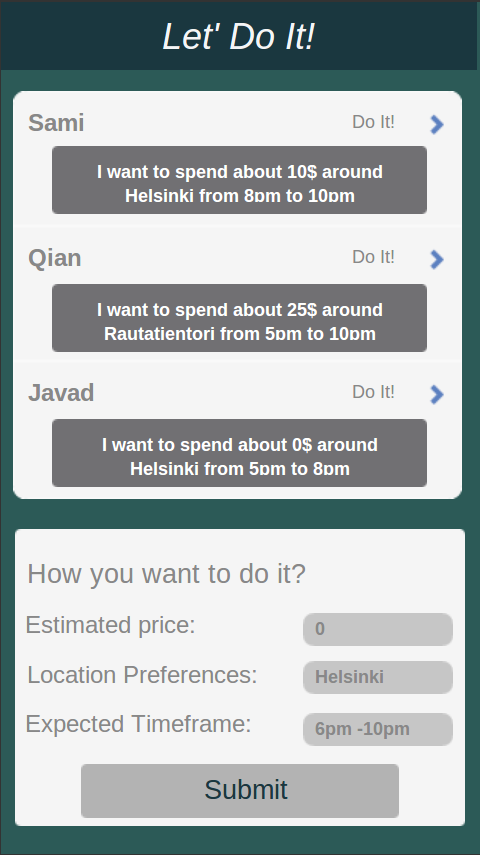 Let' Do It!
Sami
Do It!
I want to spend about 10$ around
Helsinki from 8pm to 10pm
Qian
Do It!
I want to spend about 25$ around
Rautatientori from 5pm to 10pm
Javad
Do It!
I want to spend about 0$ around
Helsinki from 5pm to 8pm
How you want to do it?
Estimated price:
0
Location Preferences:
Helsinki
Expected Timeframe:
6pm -10pm
Submit